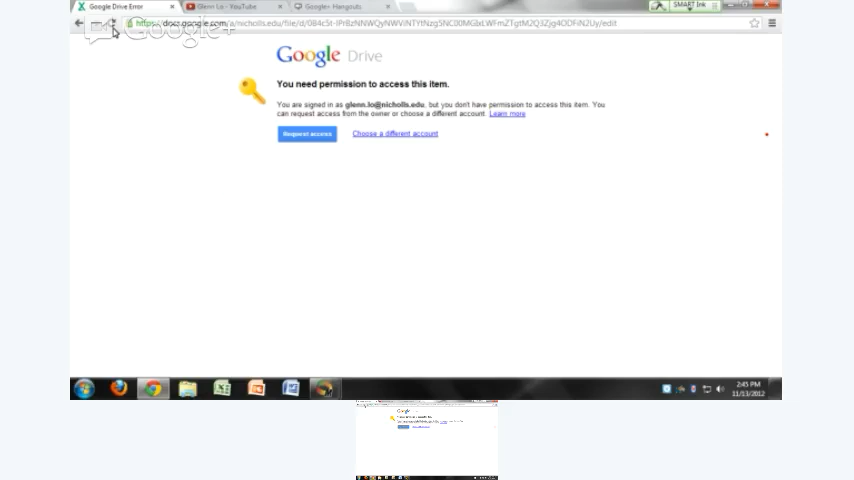 Google Drive Error
Glenn Lo - YouTube
Google+ Hangouts
SMART Ink
Google+
Google Drive
You need permission to access this item.
You are signed in as glenn.lo@nicholls.edu, but you don't have permission to access this item. You
can request access from the owner or choose a different account. Learn more
Request access
Choose a different account
2:45 PM
11/13/2012